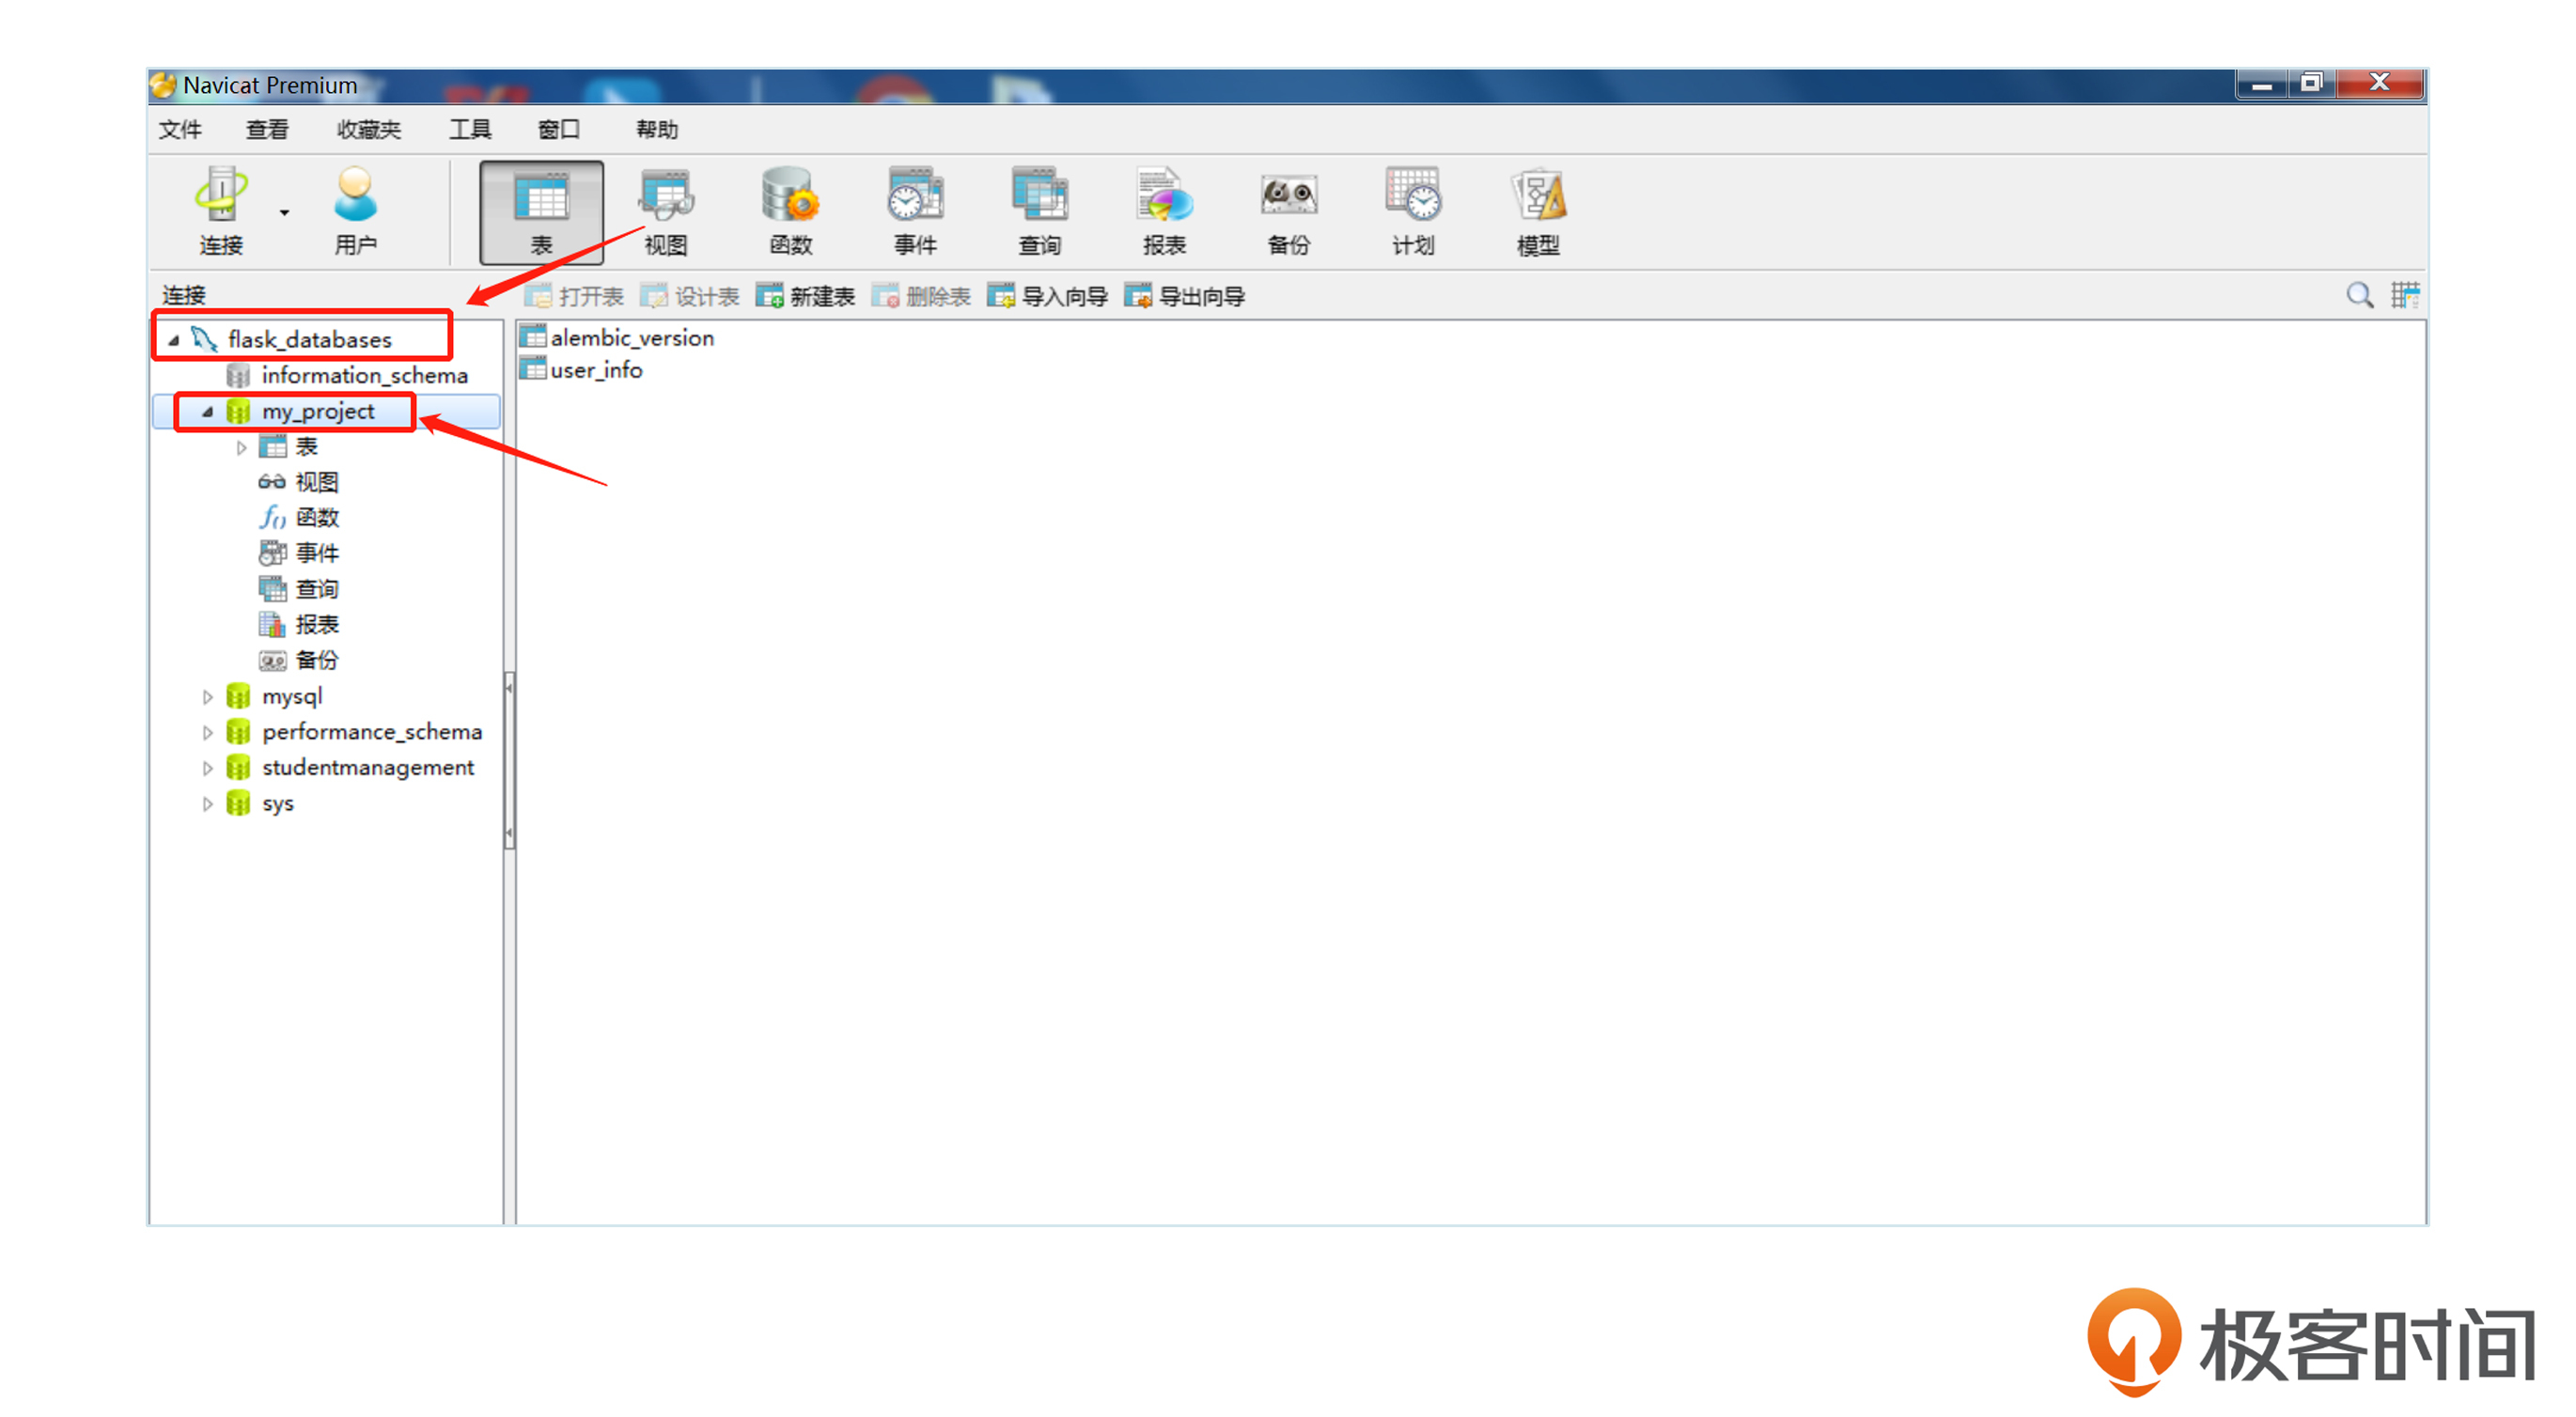 Navicat Premium
文件 查看 收藏夹 工具 窗口 帮助
连接 用户 表 视图 函数 事件 查询 报表 备份 计划 模型
连接 打开表 设计表 新建表 删除表 导入向导 导出向导
flask_databases
information_schema
my_project
表
视图
函数
事件
查询
报表
备份
mysql
performance_schema
studentmanagement
sys
alembic_version
user_info
极客时间